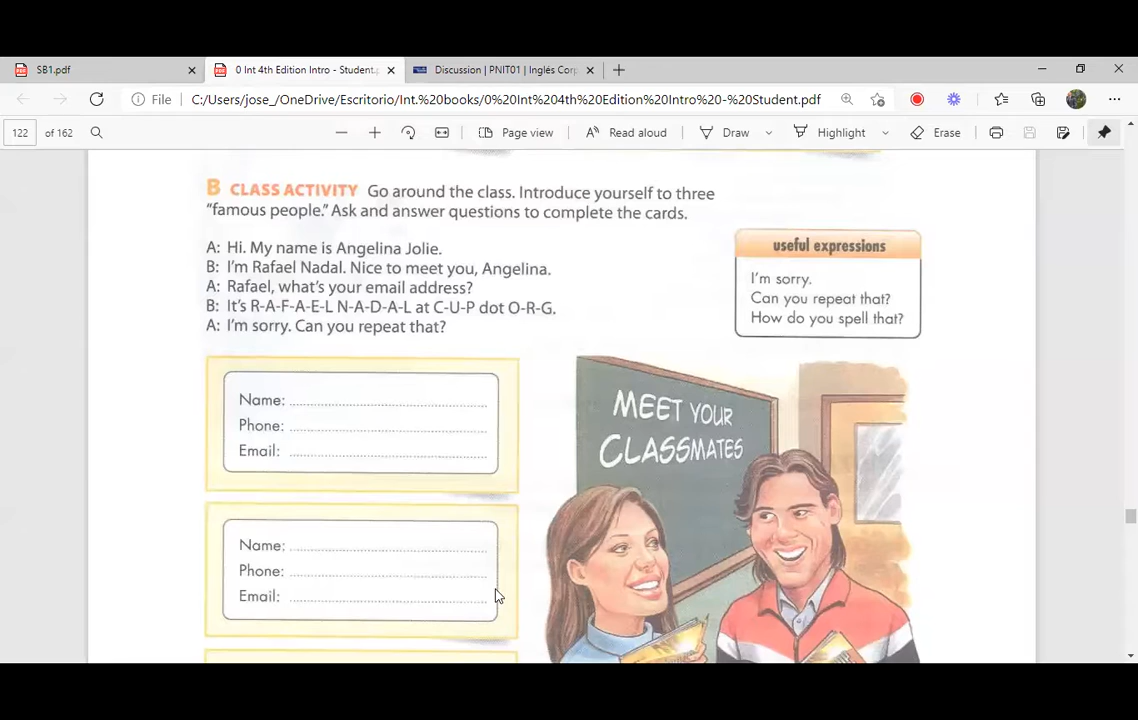 SB1.pdf
0 Int 4th Edition Intro - Student.p
Discussion | PNIT01 | Inglés Corp
File
C:/Users/jose_/OneDrive/Escritorio/Int.%20books/0%20Int%204th%20Edition%20Intro%20-%20Student.pdf
122 of 162
Page view
Read aloud
Draw
Highlight
Erase
B CLASS ACTIVITY Go around the class. Introduce yourself to three
"famous people." Ask and answer questions to complete the cards.
A: Hi. My name is Angelina Jolie.
B: I'm Rafael Nadal. Nice to meet you, Angelina.
A: Rafael, what's your email address?
B: It's R-A-F-A-E-L N-A-D-A-L at C-U-P dot O-R-G.
A: I'm sorry. Can you repeat that?
useful expressions
I'm sorry.
Can you repeat that?
How do you spell that?
Name:
Phone:
Email:
Name:
Phone:
Email:
MEET YOUR
CLASSMATES